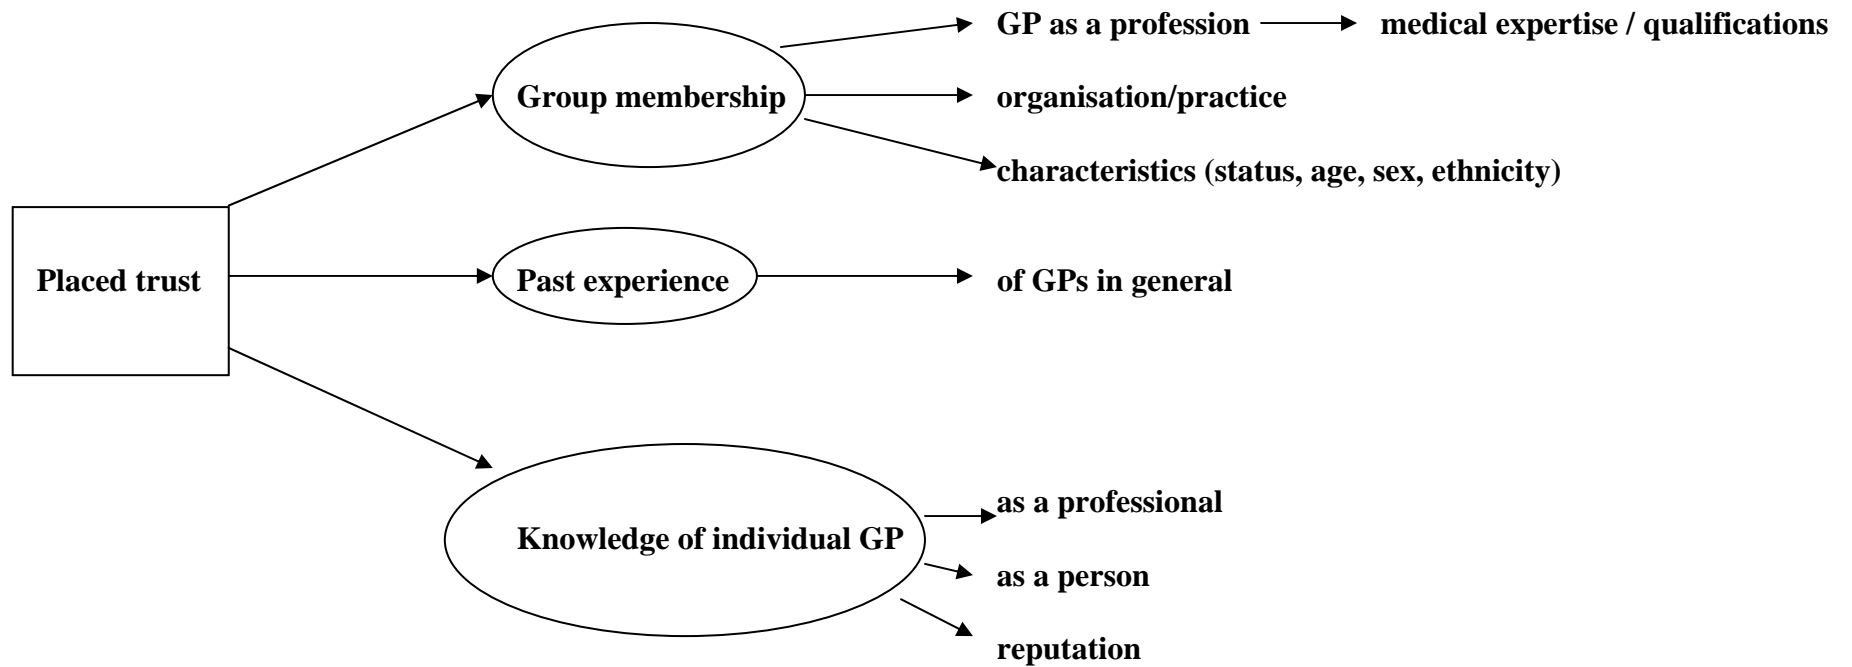 GP as a profession
medical expertise / qualifications
Group membership
organisation/practice
characteristics (status, age, sex, ethnicity)
Placed trust
Past experience
of GPs in general
as a professional
Knowledge of individual GP
as a person
reputation